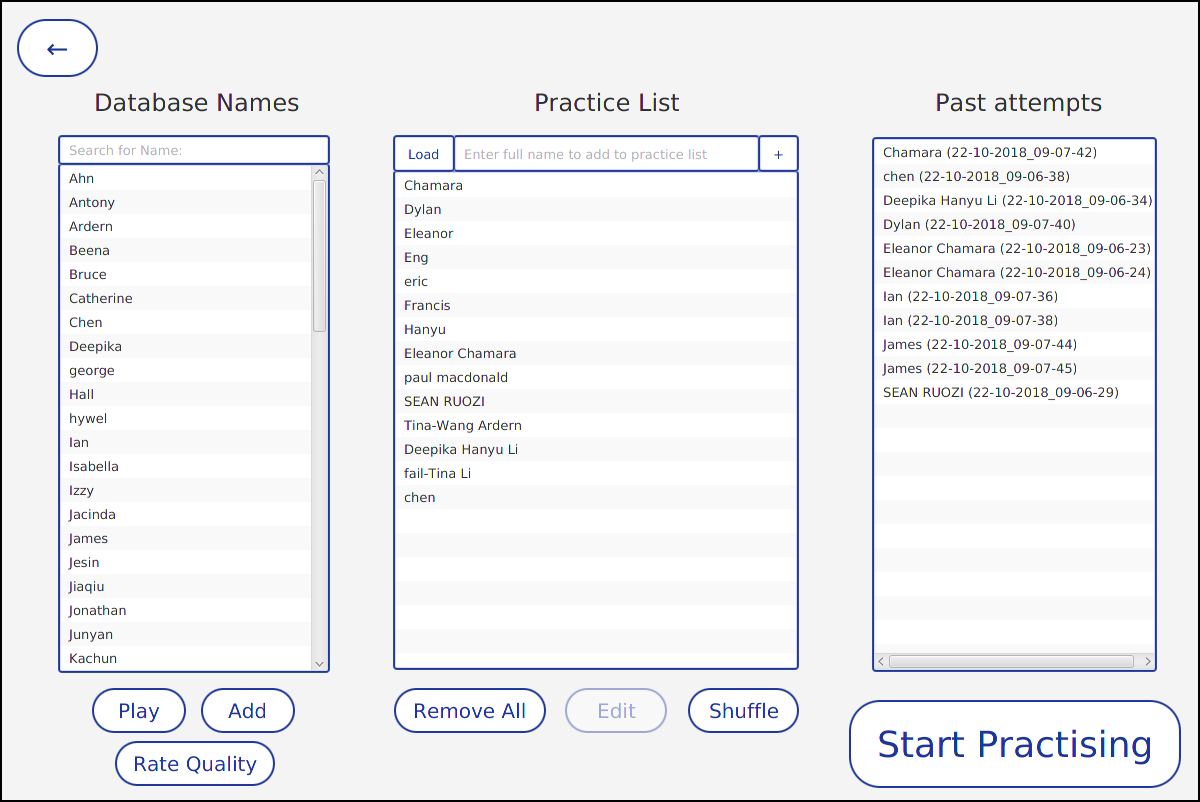 ←
Database Names
Search for Name:
Ahn
Antony
Ardern
Beena
Bruce
Catherine
Chen
Deepika
george
Hall
hywel
Ian
Isabella
Izzy
Jacinda
James
Jesin
Jiaqiu
Jonathan
Junyan
Kachun
Play
Add
Rate Quality
Practice List
Load
Enter full name to add to practice list
+
Chamara
Dylan
Eleanor
Eng
eric
Francis
Hanyu
Eleanor Chamara
paul macdonald
SEAN RUOZI
Tina-Wang Ardern
Deepika Hanyu Li
fail-Tina Li
chen
Remove All
Edit
Shuffle
Past attempts
Chamara (22-10-2018_09-07-42)
chen (22-10-2018_09-06-38)
Deepika Hanyu Li (22-10-2018_09-06-34)
Dylan (22-10-2018_09-07-40)
Eleanor Chamara (22-10-2018_09-06-23)
Eleanor Chamara (22-10-2018_09-06-24)
Ian (22-10-2018_09-07-36)
Ian (22-10-2018_09-07-38)
James (22-10-2018_09-07-44)
James (22-10-2018_09-07-45)
SEAN RUOZI (22-10-2018_09-06-29)
Start Practising